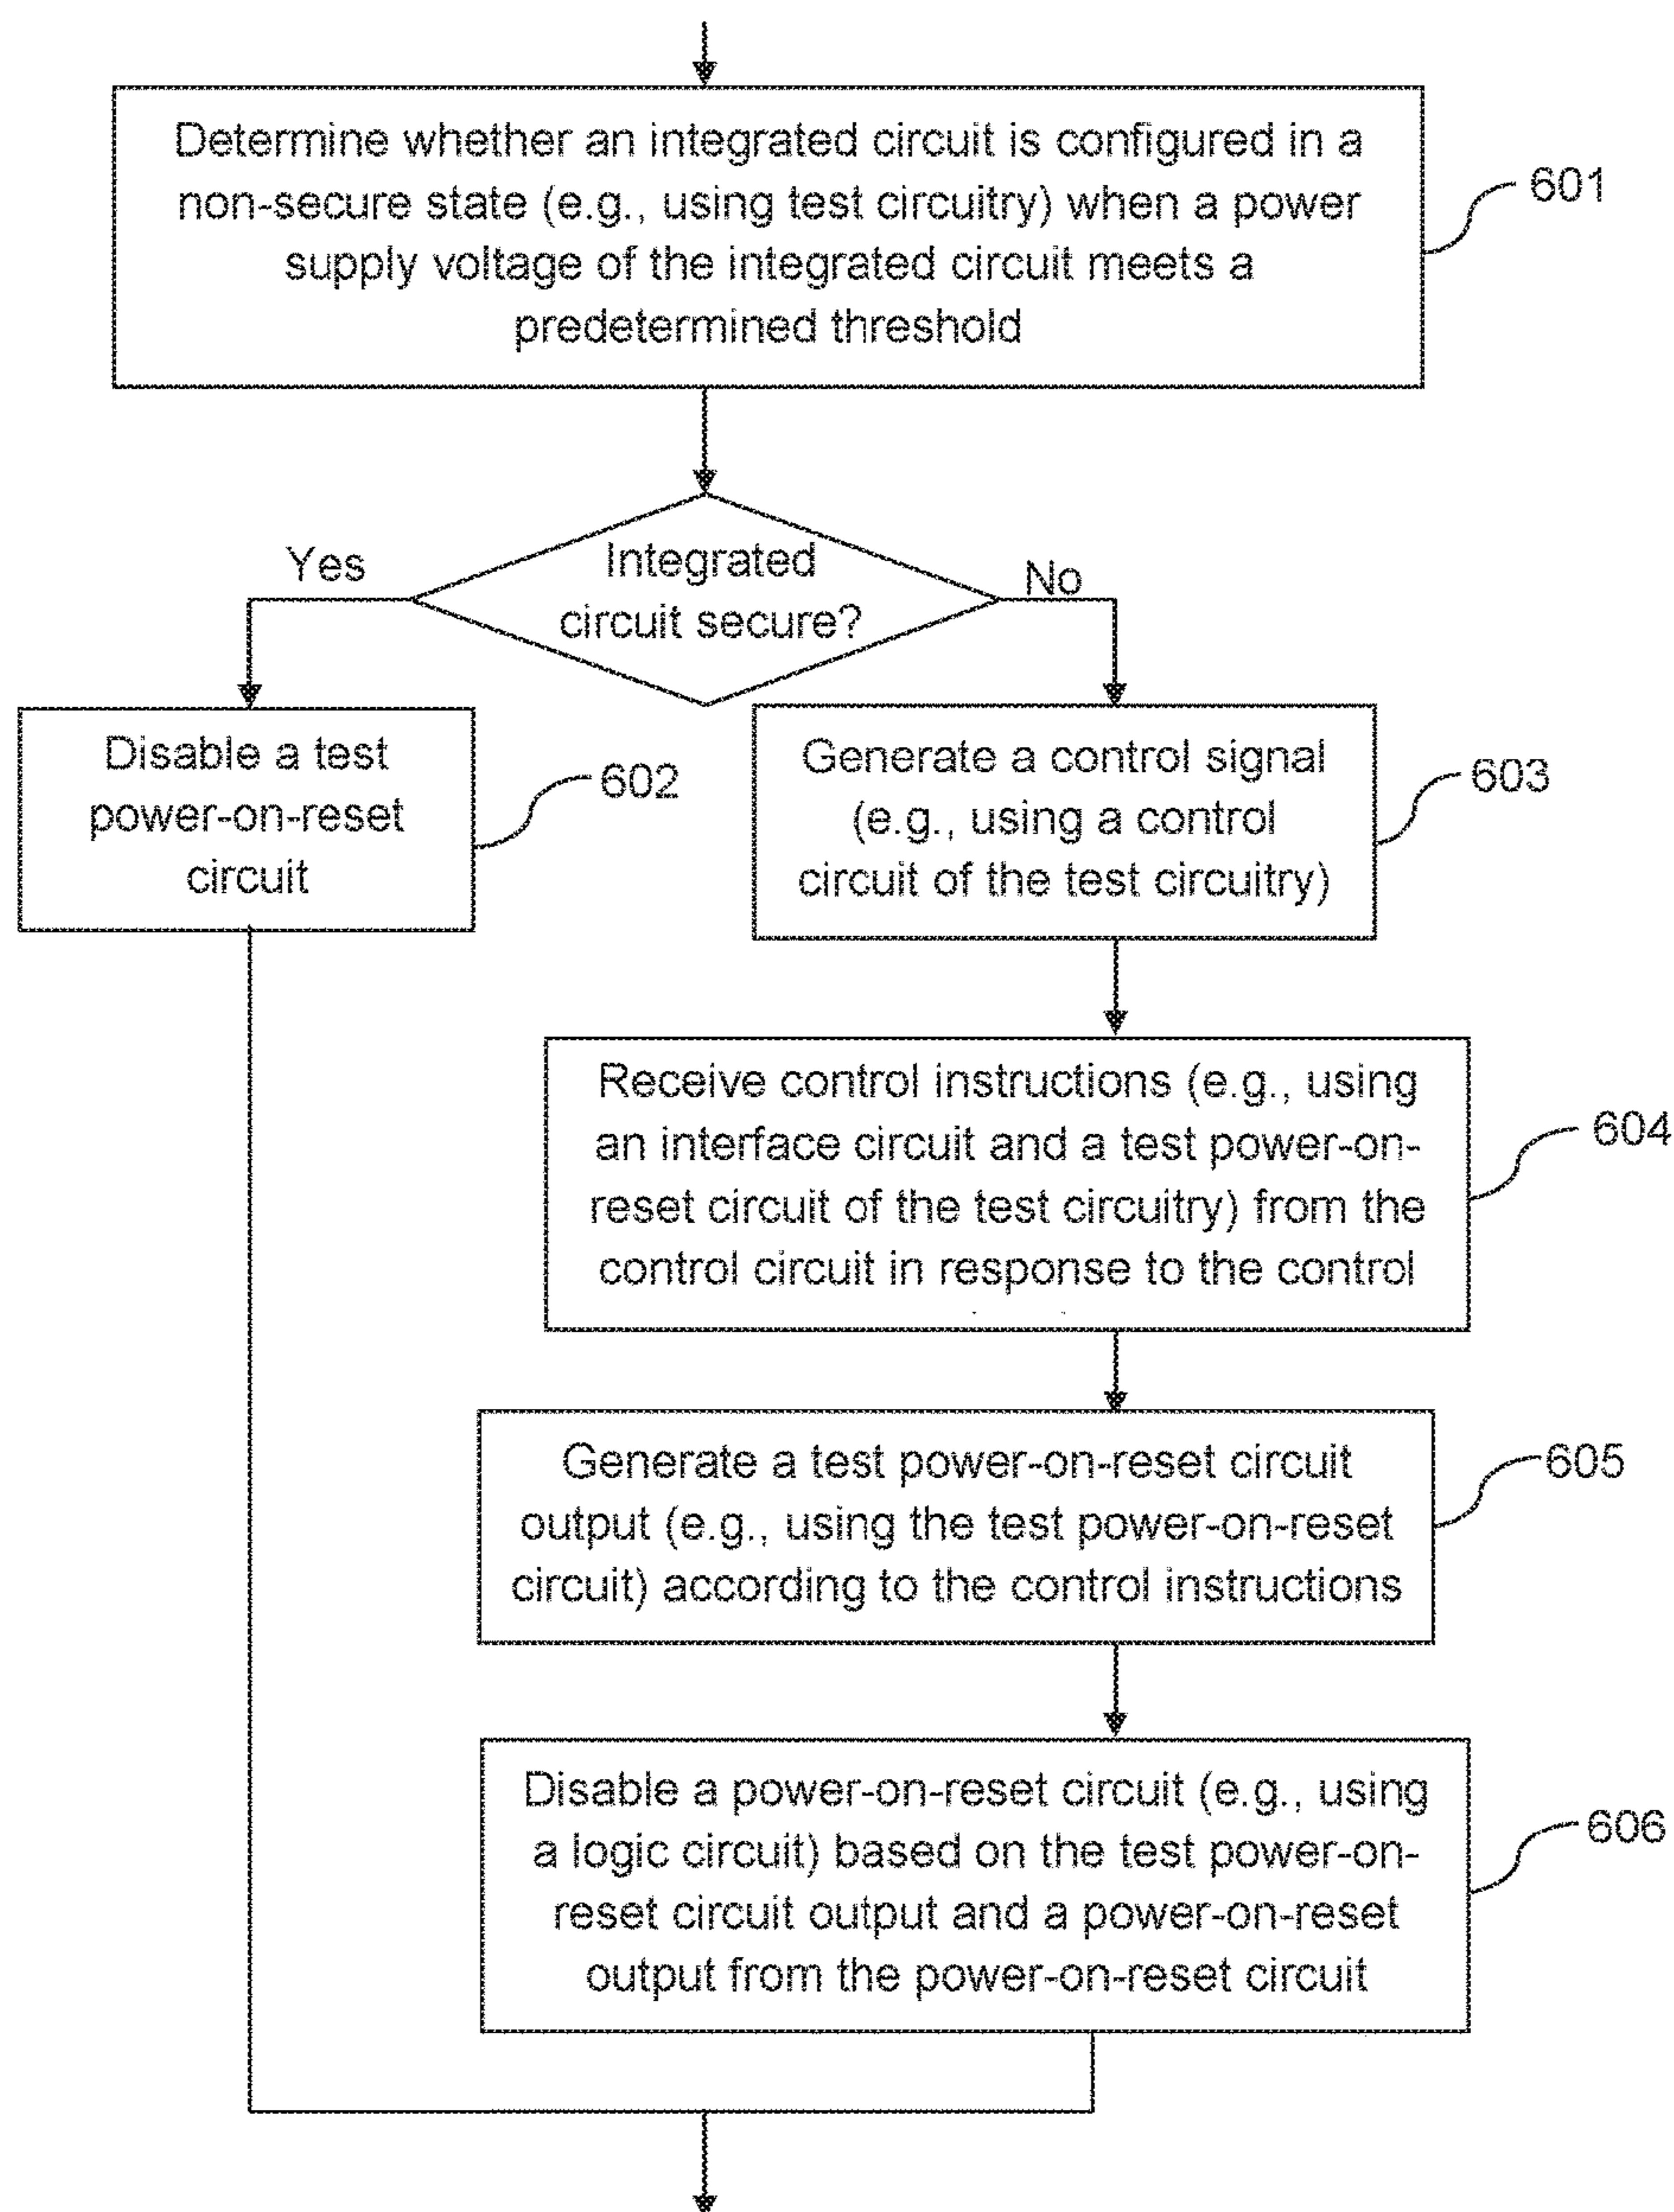 Determine whether an integrated circuit is configured in a
non-secure state (e.g., using test circuitry) when a power
supply voltage of the integrated circuit meets a
predetermined threshold
601
Integrated
circuit secure?
Yes
No
Disable a test
power-on-reset
circuit
602
Generate a control signal
(e.g., using a control
circuit of the test circuitry)
603
Receive control instructions (e.g., using
an interface circuit and a test power-on-
reset circuit of the test circuitry) from the
control circuit in response to the control
604
Generate a test power-on-reset circuit
output (e.g., using the test power-on-reset
circuit) according to the control instructions
605
Disable a power-on-reset circuit (e.g., using
a logic circuit) based on the test power-on-
reset circuit output and a power-on-reset
output from the power-on-reset circuit
606